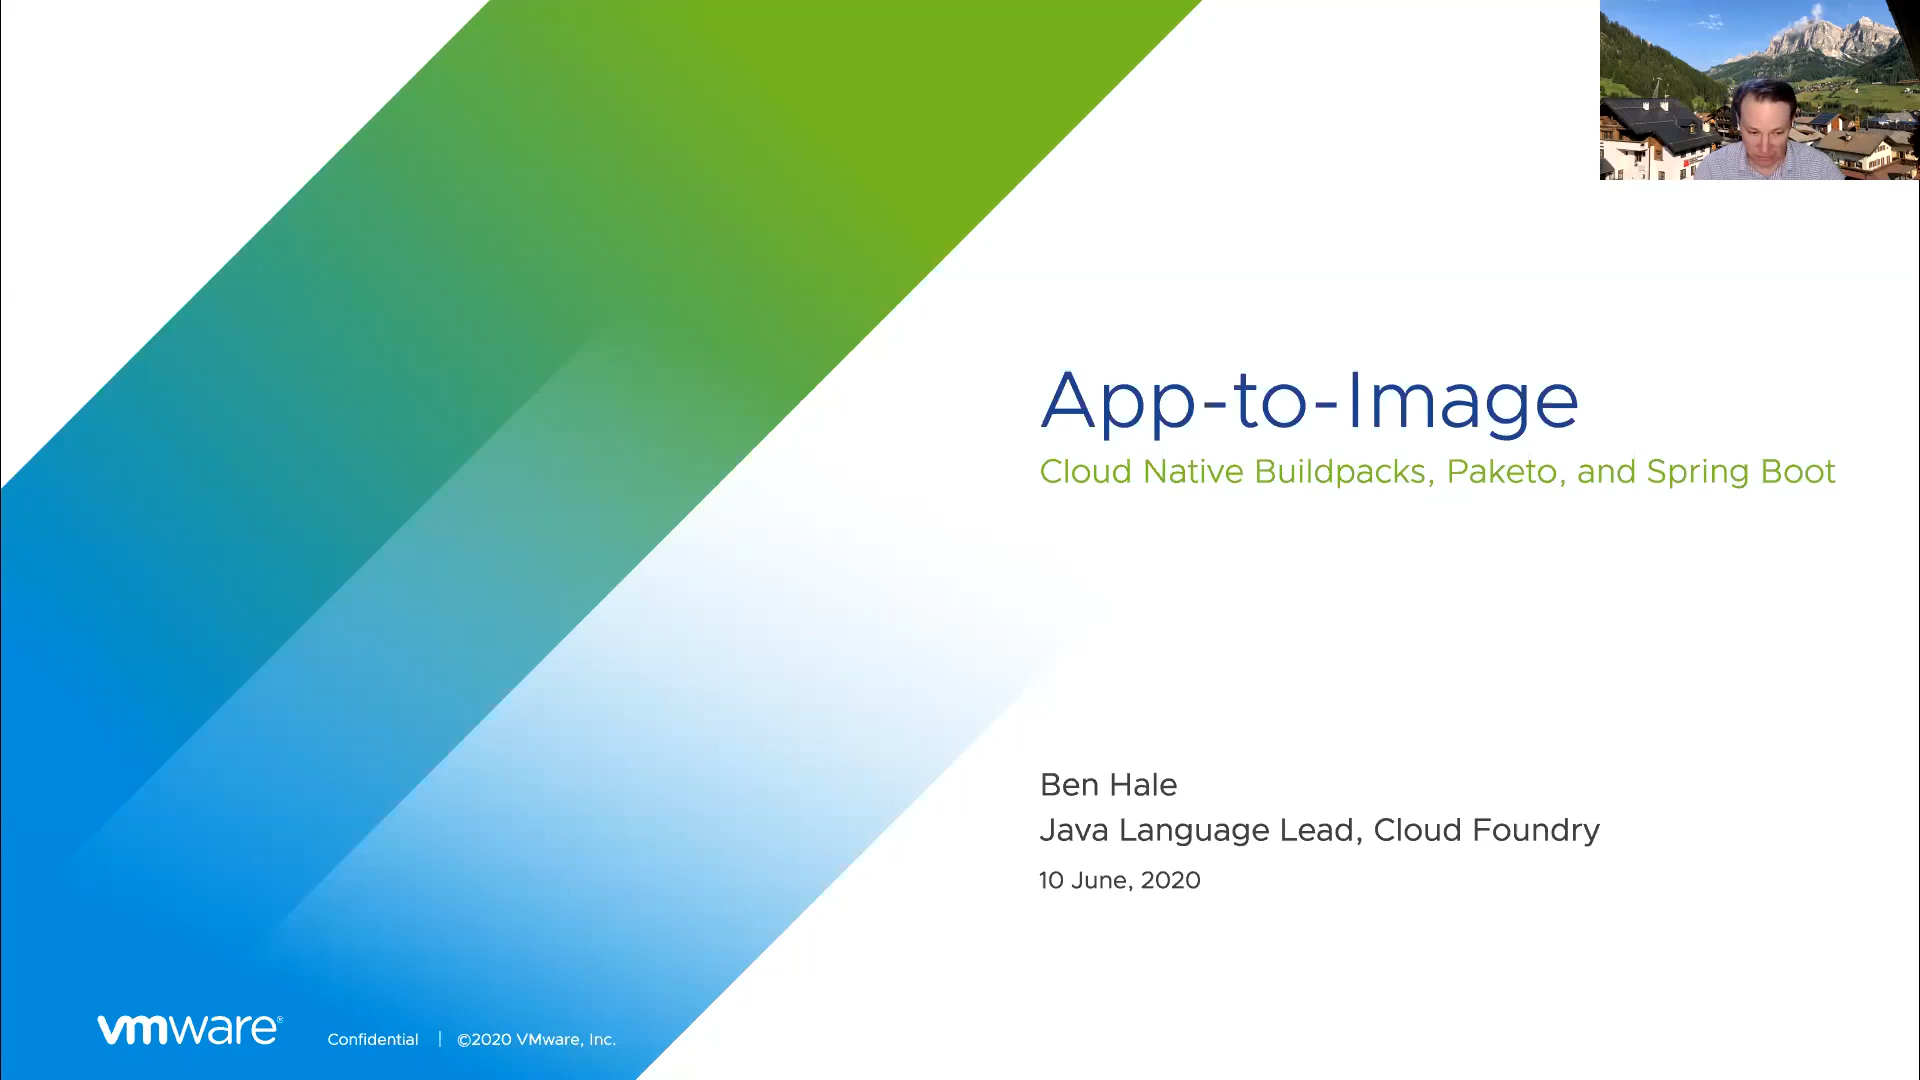 App-to-Image
Cloud Native Buildpacks, Paketo, and Spring Boot
Ben Hale
Java Language Lead, Cloud Foundry
10 June, 2020
vmware®
Confidential | ©2020 VMware, Inc.